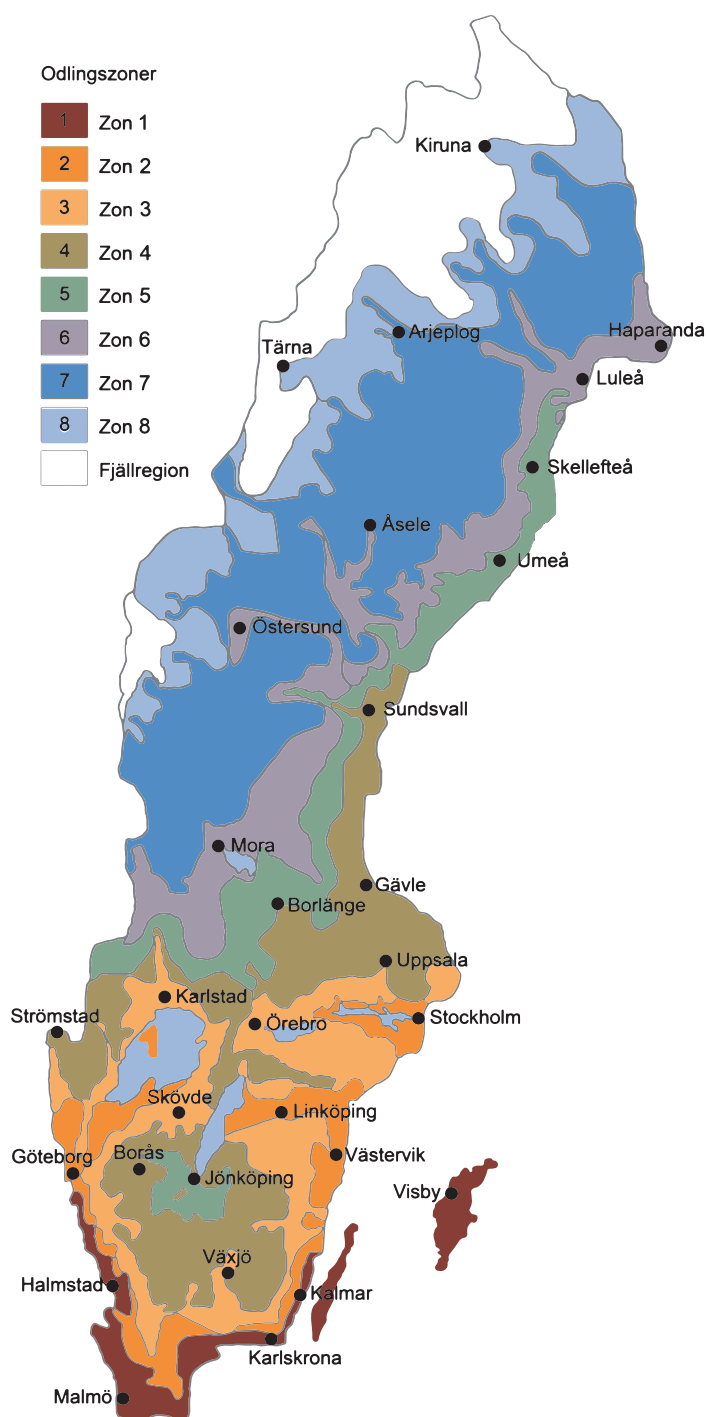 Odlingszoner
1 Zon 1
2 Zon 2
3 Zon 3
4 Zon 4
5 Zon 5
6 Zon 6
7 Zon 7
8 Zon 8
Fjällregion
Kiruna
Haparanda
Arjeplog
Tärna
Luleå
Skellefteå
Åsele
Umeå
Östersund
Sundsvall
Mora
Gävle
Borlänge
Uppsala
Karlstad
Stockholm
Örebro
Strömstad
Skövde
Linköping
Göteborg
Borås
Västervik
Jönköping
Visby
Växjö
Halmstad
Kalmar
Karlskrona
Malmö